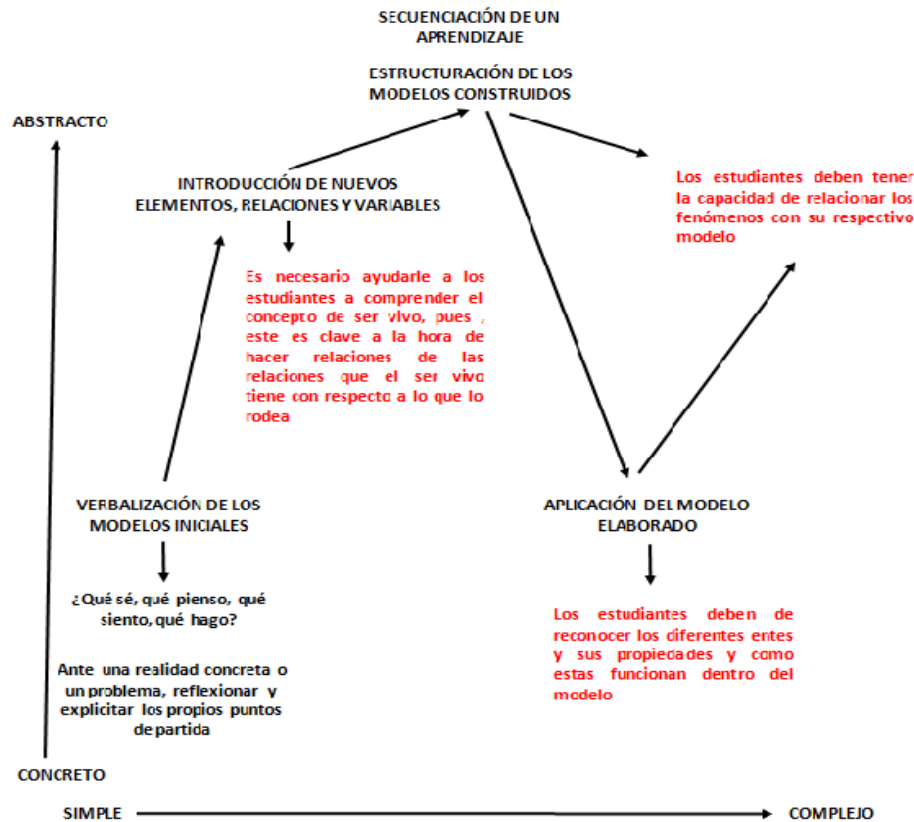 SECUENCIACIÓN DE UN
APRENDIZAJE
ESTRUCTURACIÓN DE LOS
MODELOS CONSTRUIDOS
ABSTRACTO
INTRODUCCIÓN DE NUEVOS
ELEMENTOS, RELACIONES Y VARIABLES
Los estudiantes deben tener
la capacidad de relacionar los
fenómenos con su respectivo
modelo
Es necesario ayudarle a los
estudiantes a comprender el
concepto de ser vivo, pues ,
este es clave a la hora de
hacer relaciones de las
relaciones que el ser vivo
tiene con respecto a lo que lo
rodea
VERBALIZACIÓN DE LOS
MODELOS INICIALES
APLICACIÓN DEL MODELO
ELABORADO
¿Qué sé, qué pienso, qué
siento, qué hago?
Ante una realidad concreta o
un problema, reflexionar y
explicitar los propios puntos
de partida
Los estudiantes deben de
reconocer los diferentes entes
y sus propiedades y como
estas funcionan dentro del
modelo
CONCRETO
SIMPLE
COMPLEJO